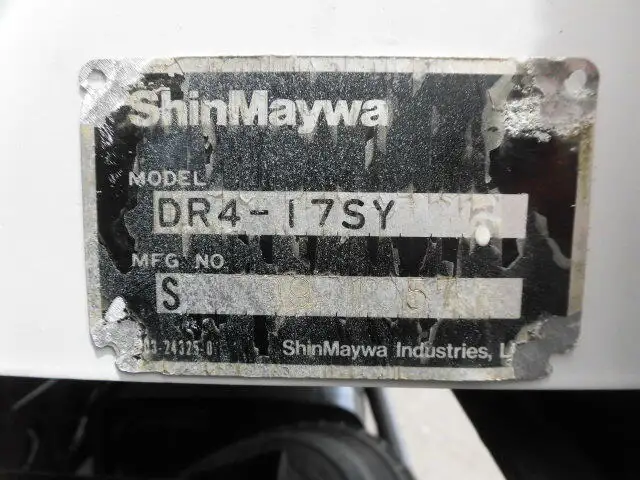 ShinMaywa
MODEL
DR4-17SY
MFG. NO.
S
ShinMaywa Industries,